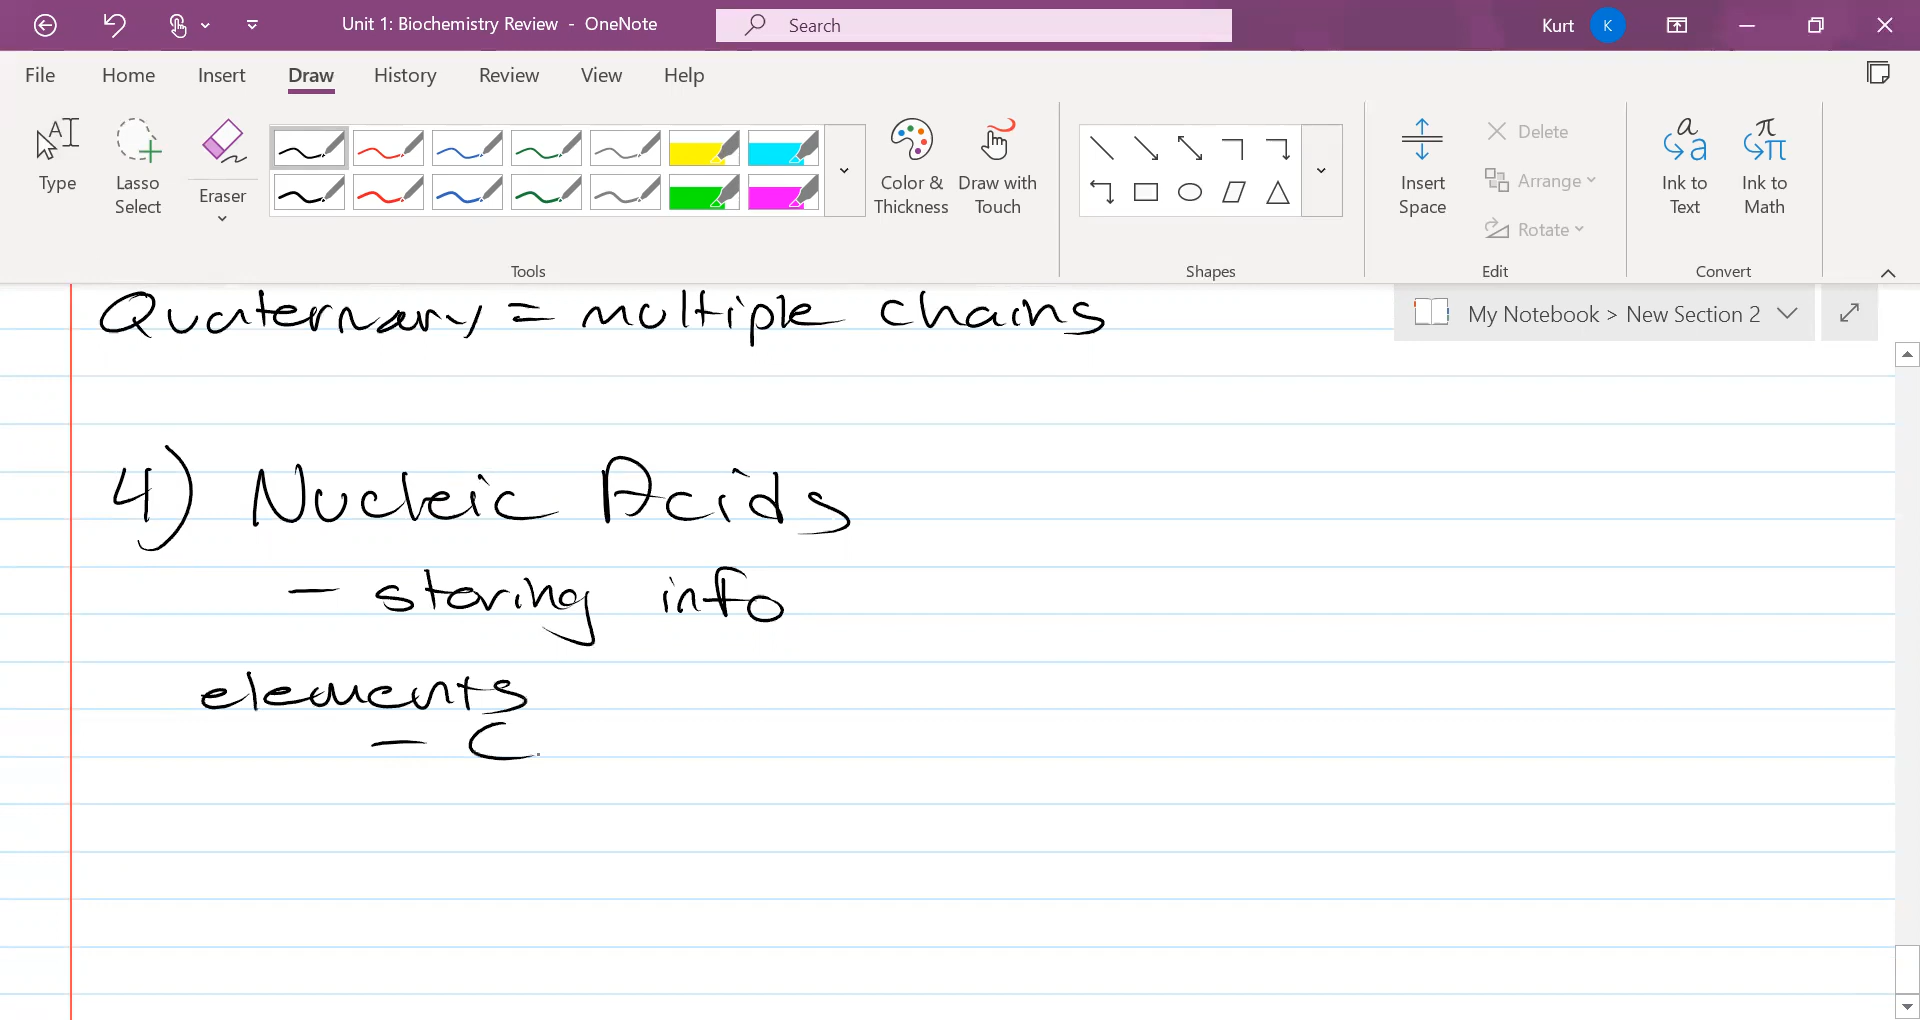 Unit 1: Biochemistry Review - OneNote
Search
Kurt
K
File Home Insert Draw History Review View Help
Type
Lasso Select
Eraser
Color & Thickness
Draw with Touch
Insert Space
Delete
Arrange
Rotate
a
a
Ink to Text
π
π
Ink to Math
Tools
Shapes
Edit
Convert
My Notebook > New Section 2
Quaternary = multiple chains
4) Nucleic Acids
- storing info
elements
- C